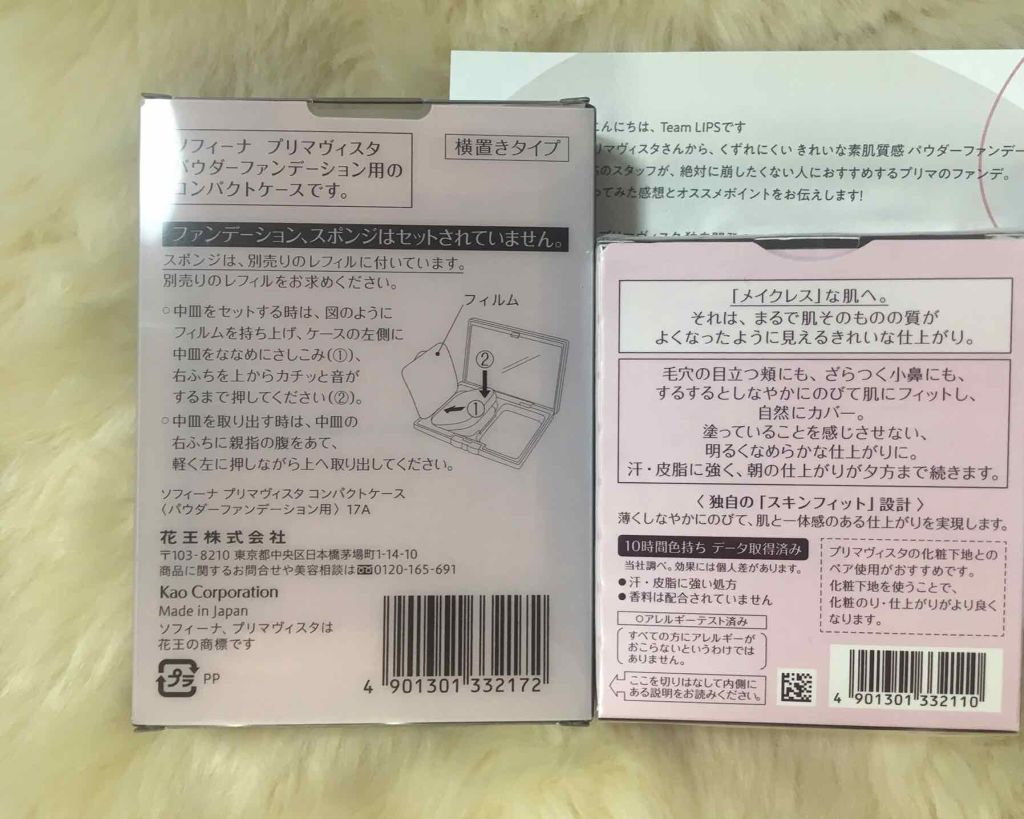 ソフィーナ プリマヴィスタ
パウダーファンデーション用の
コンパクトケースです。
横置きタイプ
ファンデーション、スポンジはセットされていません。
スポンジは、別売りのレフィルに付いています。
別売りのレフィルをお求めください。
○中皿をセットする時は、図のように
フィルムを持ち上げ、ケースの左側に
中皿をななめにさしこみ(①)、
右ふちを上からカチッと音が
するまで押してください(②)。
○中皿を取り出す時は、中皿の
右ふちに親指の腹をあて、
軽く左に押しながら上へ取り出してください。
フィルム
②
①
ソフィーナ プリマヴィスタ コンパクトケース
〈パウダーファンデーション用〉 17A
花王株式会社
〒103-8210 東京都中央区日本橋茅場町1-14-10
商品に関するお問合せや美容相談は 0120-165-691
Kao Corporation
Made in Japan
ソフィーナ、プリマヴィスタは
花王の商標です
プラ PP
4 901301 332172
んにちは、Team LIPSです
リマヴィスタさんから、くずれにくい きれいな素肌質感 パウダーファンデー
のスタッフが、絶対に崩したくない人におすすめするプリマのファンデ。
ってみた感想とオススメポイントをお伝えします!
「メイクレス」な肌へ。
それは、まるで肌そのものの質が
よくなったように見えるきれいな仕上がり。
毛穴の目立つ頬にも、ざらつく小鼻にも、
するするとしなやかにのびて肌にフィットし、
自然にカバー。
塗っていることを感じさせない、
明るくなめらかな仕上がりに。
汗・皮脂に強く、朝の仕上がりが夕方まで続きます。
〈 独自の「スキンフィット」設計 〉
薄くしなやかにのびて、肌と一体感のある仕上がりを実現します。
10時間色持ち データ取得済み
当社調べ。効果には個人差があります。
●汗・皮脂に強い処方
●香料は配合されていません
○アレルギーテスト済み
すべての方にアレルギーが
おこらないというわけでは
ありません。
ここを切りはなして内側に
ある説明をお読みください。
プリマヴィスタの化粧下地との
ペア使用がおすすめです。
化粧下地を使うことで、
化粧のり・仕上がりがより良く
なります。
4 901301 332110